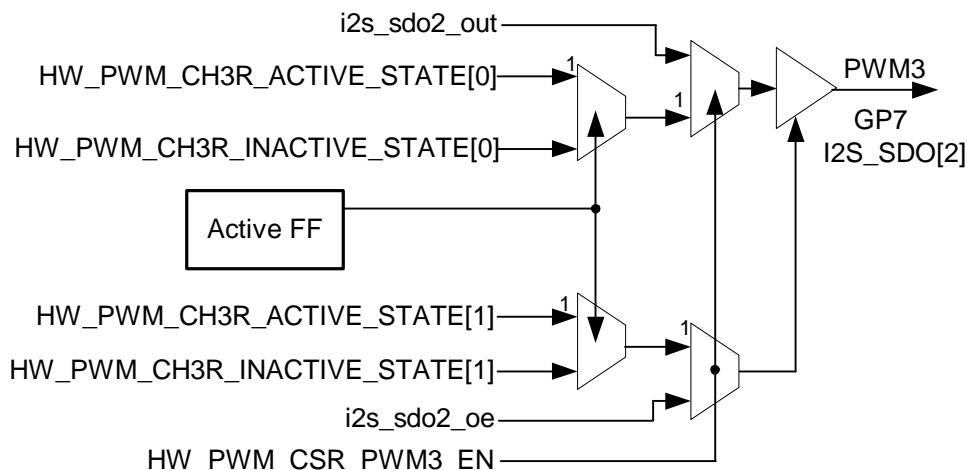 i2s_sdo2_out
HW_PWM_CH3R_ACTIVE_STATE[0]
1
HW_PWM_CH3R_INACTIVE_STATE[0]
1
PWM3
GP7
I2S_SDO[2]
Active FF
HW_PWM_CH3R_ACTIVE_STATE[1]
1
HW_PWM_CH3R_INACTIVE_STATE[1]
1
i2s_sdo2_oe
HW_PWM_CSR_PWM3_EN